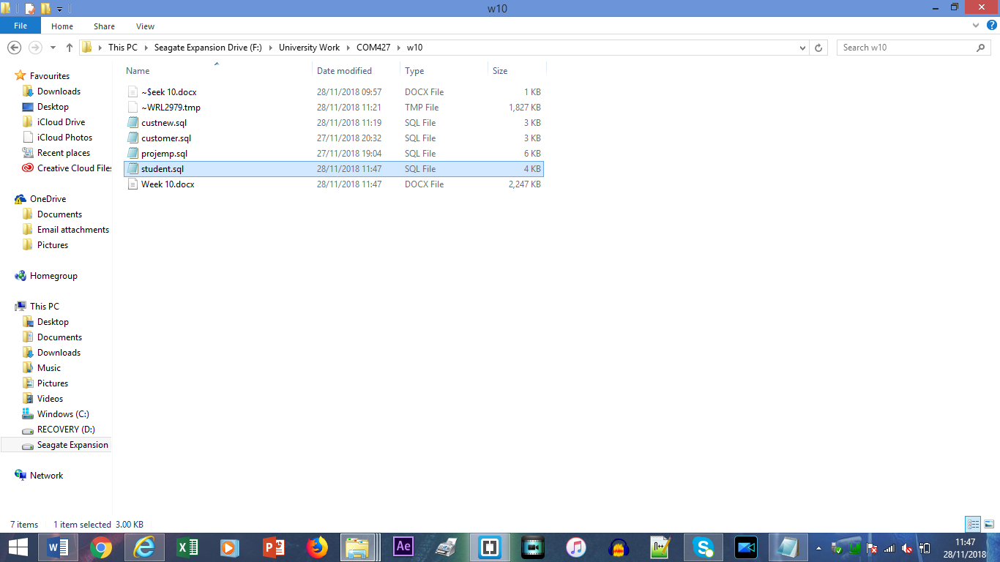 w10
File Home Share View
This PC Seagate Expansion Drive (F:) University Work COM427 w10
Search w10
Name Date modified Type Size
~$eek 10.docx 28/11/2018 09:57 DOCX File 1 KB
~WRL2979.tmp 28/11/2018 11:21 TMP File 1,827 KB
custnew.sql 28/11/2018 11:19 SQL File 3 KB
customer.sql 27/11/2018 20:32 SQL File 3 KB
projemp.sql 27/11/2018 19:04 SQL File 6 KB
student.sql 28/11/2018 11:47 SQL File 4 KB
Week 10.docx 28/11/2018 11:47 DOCX File 2,247 KB
Favourites
Downloads
Desktop
iCloud Drive
iCloud Photos
Recent places
Creative Cloud Files
OneDrive
Documents
Email attachments
Pictures
Homegroup
This PC
Desktop
Documents
Downloads
Music
Pictures
Videos
Windows (C:)
RECOVERY (D:)
Seagate Expansion
Network
7 items 1 item selected 3.00 KB
Ae
11:47
28/11/2018